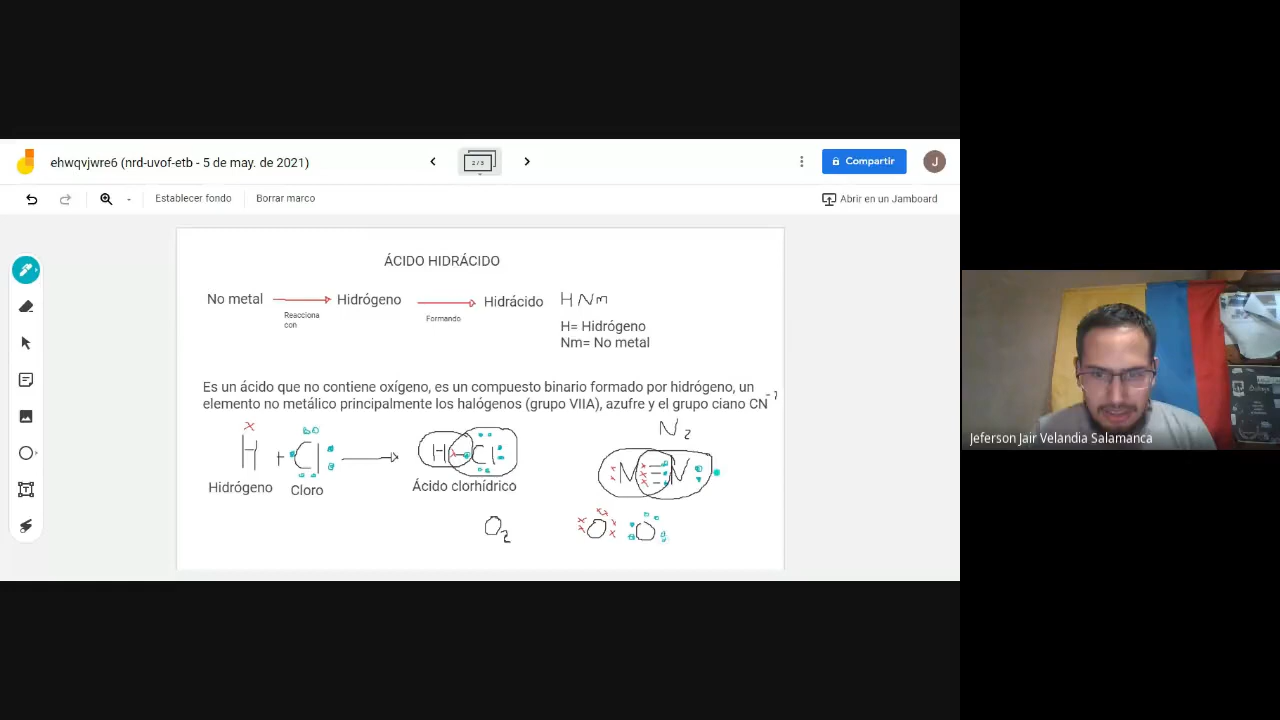 ehwqvjwre6 (nrd-uvof-etb - 5 de may. de 2021)
2 / 3
Compartir
J
Establecer fondo
Borrar marco
Abrir en un Jamboard
ÁCIDO HIDRÁCIDO
No metal
Hidrógeno
Hidrácido
H Nm
Reacciona
con
Formando
H= Hidrógeno
Nm= No metal
Es un ácido que no contiene oxígeno, es un compuesto binario formado por hidrógeno, un
elemento no metálico principalmente los halógenos (grupo VIIA), azufre y el grupo ciano CN
N2
H + Cl
H Cl
N N
Hidrógeno
Cloro
Ácido clorhídrico
O2
O O
Jeferson Jair Velandia Salamanca